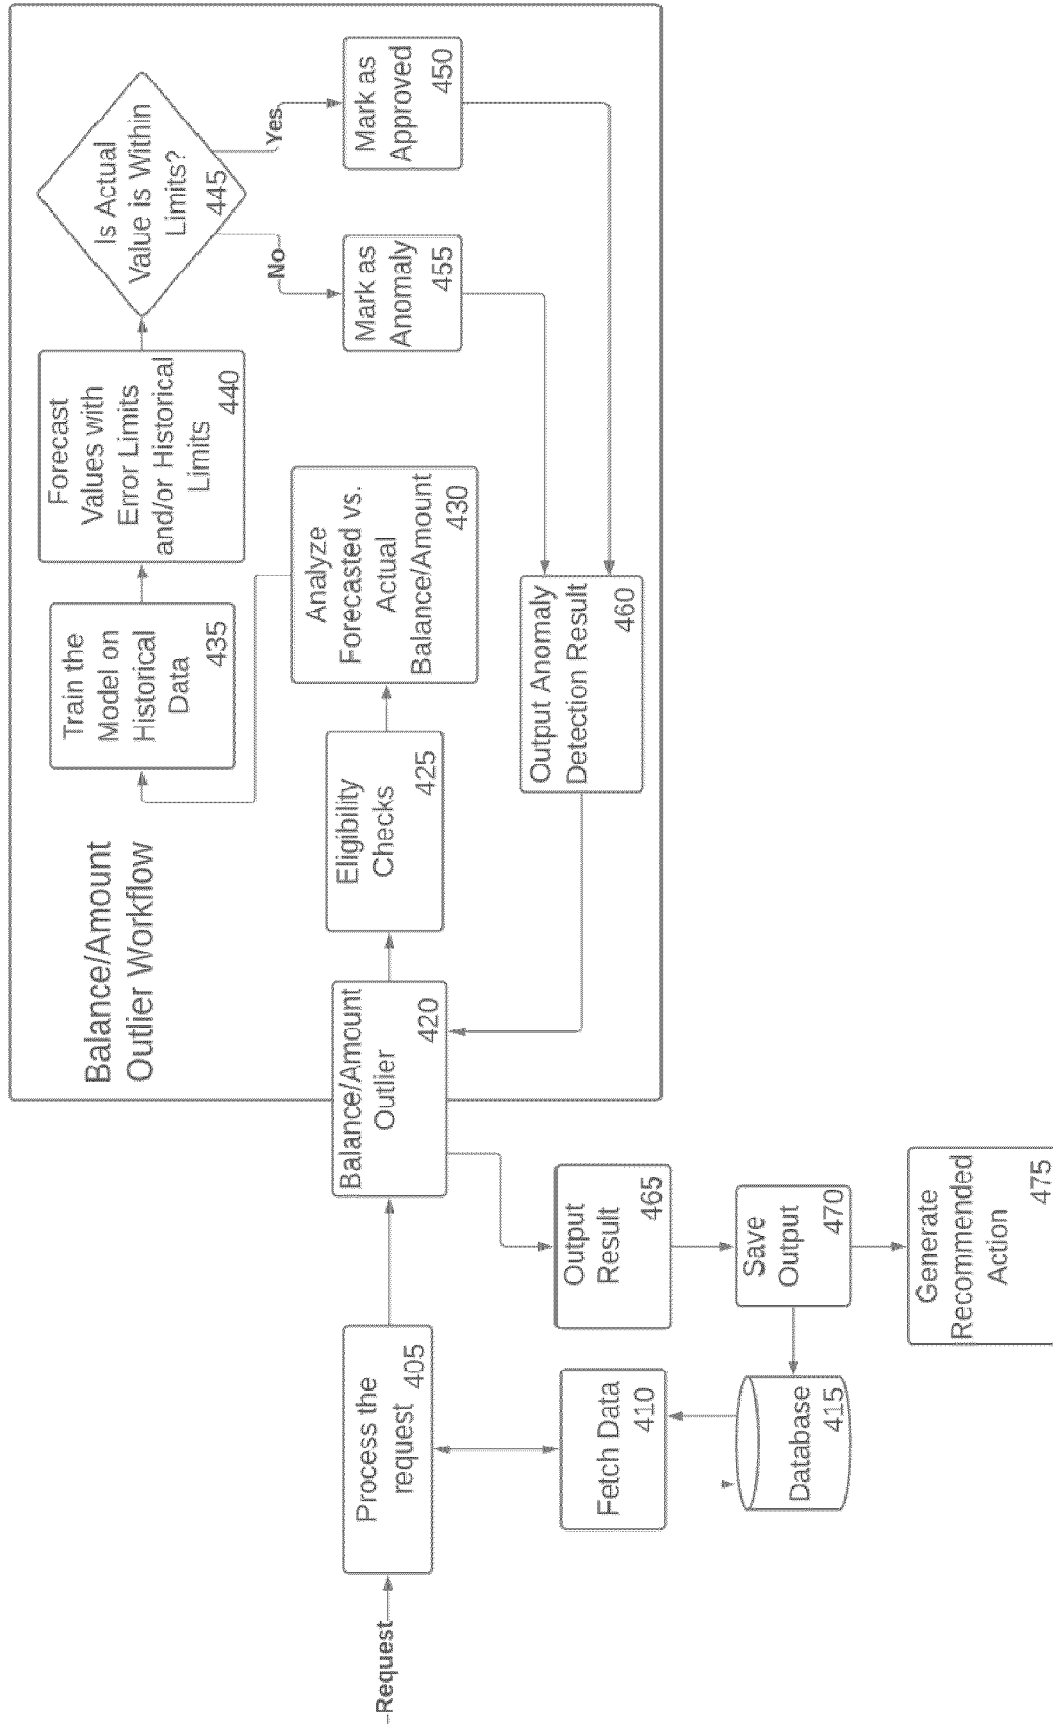 Request
Process the
request 405
Fetch Data
410
Database
415
Balance/Amount
Outlier
420
Output
Result
465
Save
Output
470
Generate
Recommended
Action
475
Balance/Amount
Outlier Workflow
Eligibility
Checks
425
Analyze
Forecasted vs.
Actual
Balance/Amount
430
Train the
Model on
Historical
Data
435
Forecast
Values with
Error Limits
and/or Historical
Limits
440
Is Actual
Value is Within
Limits?
445
Yes
No
Mark as
Approved
450
Mark as
Anomaly
455
Output Anomaly
Detection Result
460